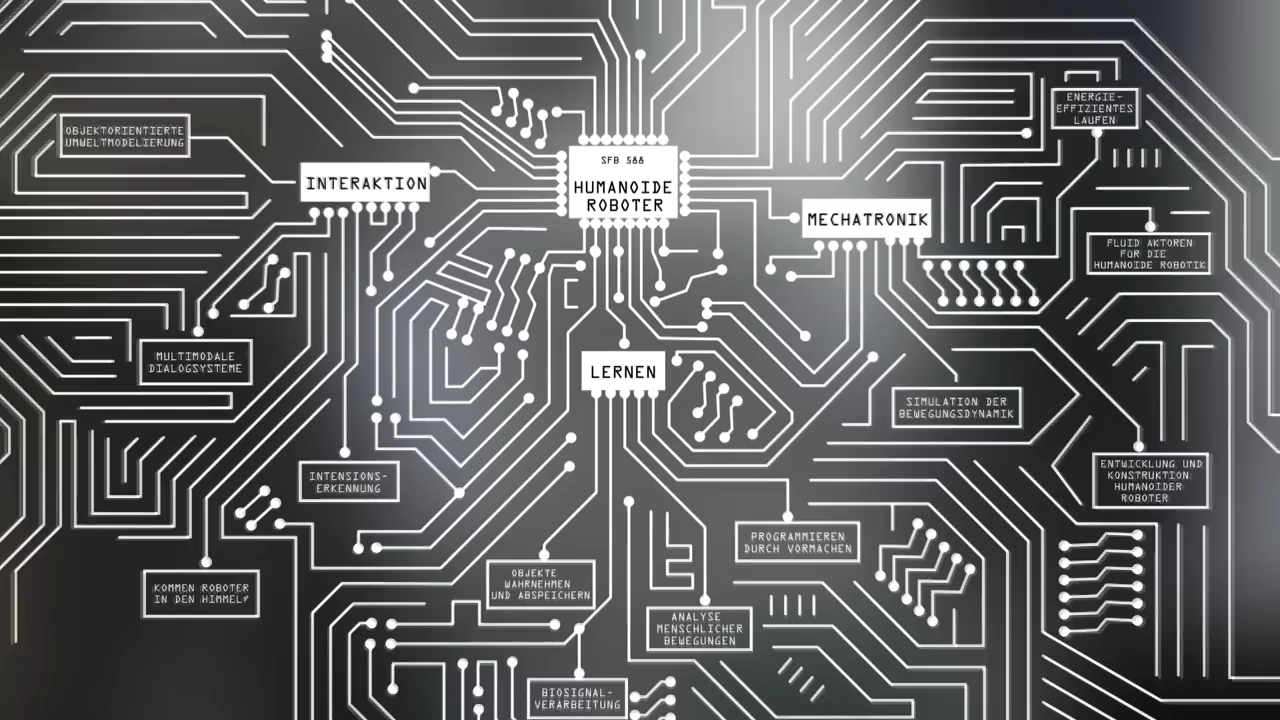 SFB 588
HUMANOIDE
ROBOTER
OBJEKTORIENTIERTE
UMWELTMODELIERUNG
INTERAKTION
MECHATRONIK
ENERGIE-
EFFIZIENTES
LAUFEN
FLUID AKTOREN
FÜR DIE
HUMANOIDE ROBOTIK
MULTIMODALE
DIALOGSYSTEME
LERNEN
SIMULATION DER
BEWEGUNGSDYNAMIK
INTENSIONS-
ERKENNUNG
ENTWICKLUNG UND
KONSTRUKTION
HUMANOIDER
ROBOTER
PROGRAMMIEREN
DURCH VORMACHEN
KOMMEN ROBOTER
IN DEN HIMMEL?
OBJEKTE
WAHRNEHMEN
UND ABSPEICHERN
ANALYSE
MENSCHLICHER
BEWEGUNGEN
BIOSIGNAL-
VERARBEITUNG